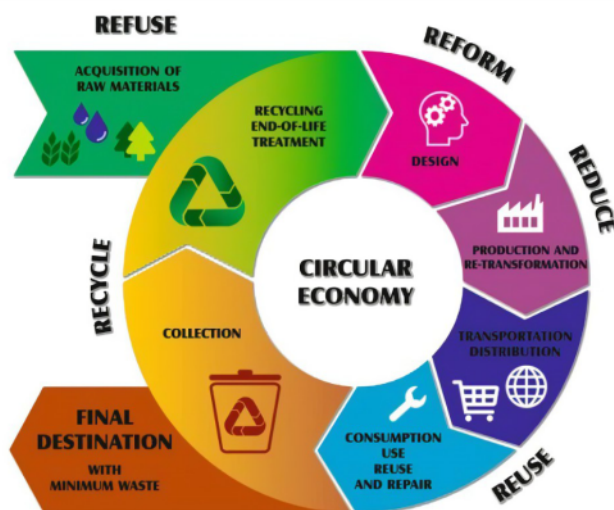 REFUSE
ACQUISITION OF
RAW MATERIALS
RECYCLING
END-OF-LIFE
TREATMENT
REFORM
DESIGN
REDUCE
PRODUCTION AND
RE-TRANSFORMATION
CIRCULAR
ECONOMY
TRANSPORTATION
DISTRIBUTION
REUSE
CONSUMPTION
USE
REUSE
AND REPAIR
RECYCLE
COLLECTION
FINAL
DESTINATION
WITH
MINIMUM WASTE